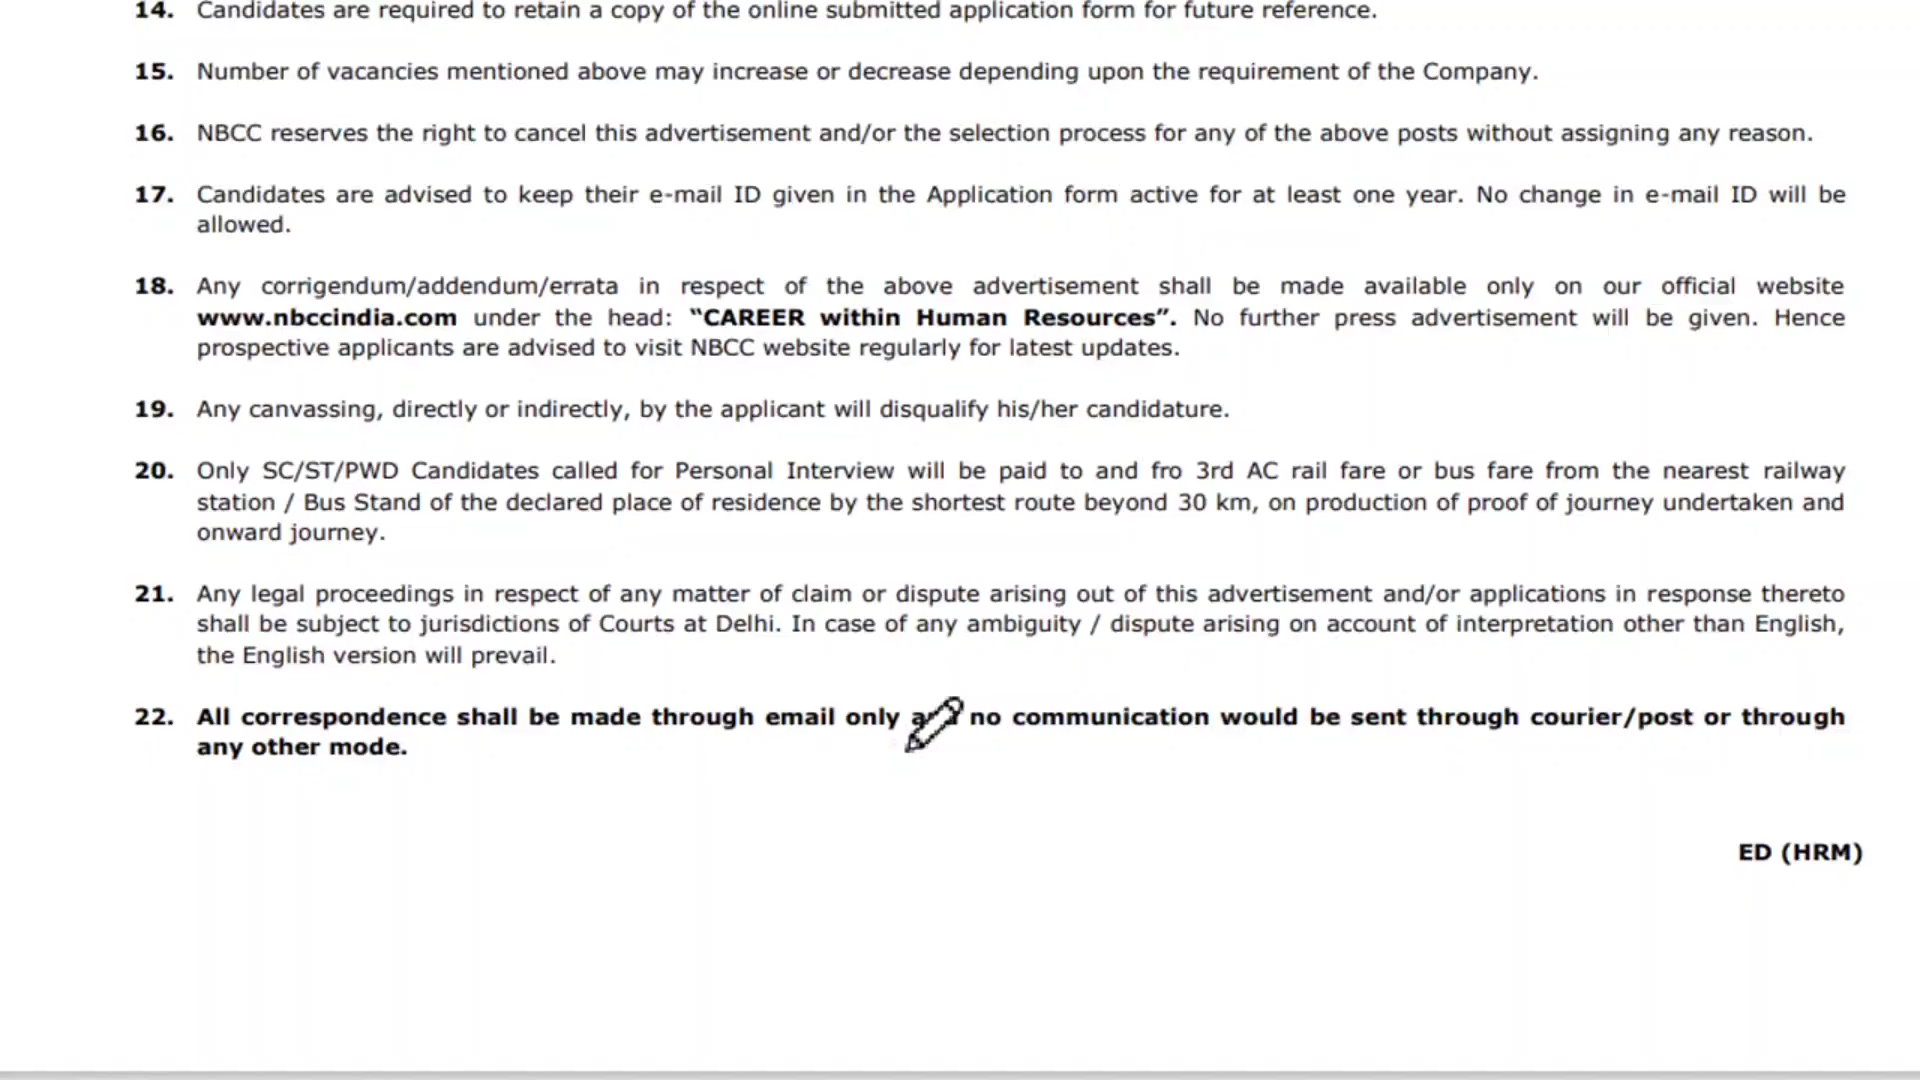 14. Candidates are required to retain a copy of the online submitted application form for future reference.
15. Number of vacancies mentioned above may increase or decrease depending upon the requirement of the Company.
16. NBCC reserves the right to cancel this advertisement and/or the selection process for any of the above posts without assigning any reason.
17. Candidates are advised to keep their e-mail ID given in the Application form active for at least one year. No change in e-mail ID will be
allowed.
18. Any corrigendum/addendum/errata in respect of the above advertisement shall be made available only on our official website
www.nbccindia.com under the head: “CAREER within Human Resources”. No further press advertisement will be given. Hence
prospective applicants are advised to visit NBCC website regularly for latest updates.
19. Any canvassing, directly or indirectly, by the applicant will disqualify his/her candidature.
20. Only SC/ST/PWD Candidates called for Personal Interview will be paid to and fro 3rd AC rail fare or bus fare from the nearest railway
station / Bus Stand of the declared place of residence by the shortest route beyond 30 km, on production of proof of journey undertaken and
onward journey.
21. Any legal proceedings in respect of any matter of claim or dispute arising out of this advertisement and/or applications in response thereto
shall be subject to jurisdictions of Courts at Delhi. In case of any ambiguity / dispute arising on account of interpretation other than English,
the English version will prevail.
22. All correspondence shall be made through email only and no communication would be sent through courier/post or through
any other mode.
ED (HRM)